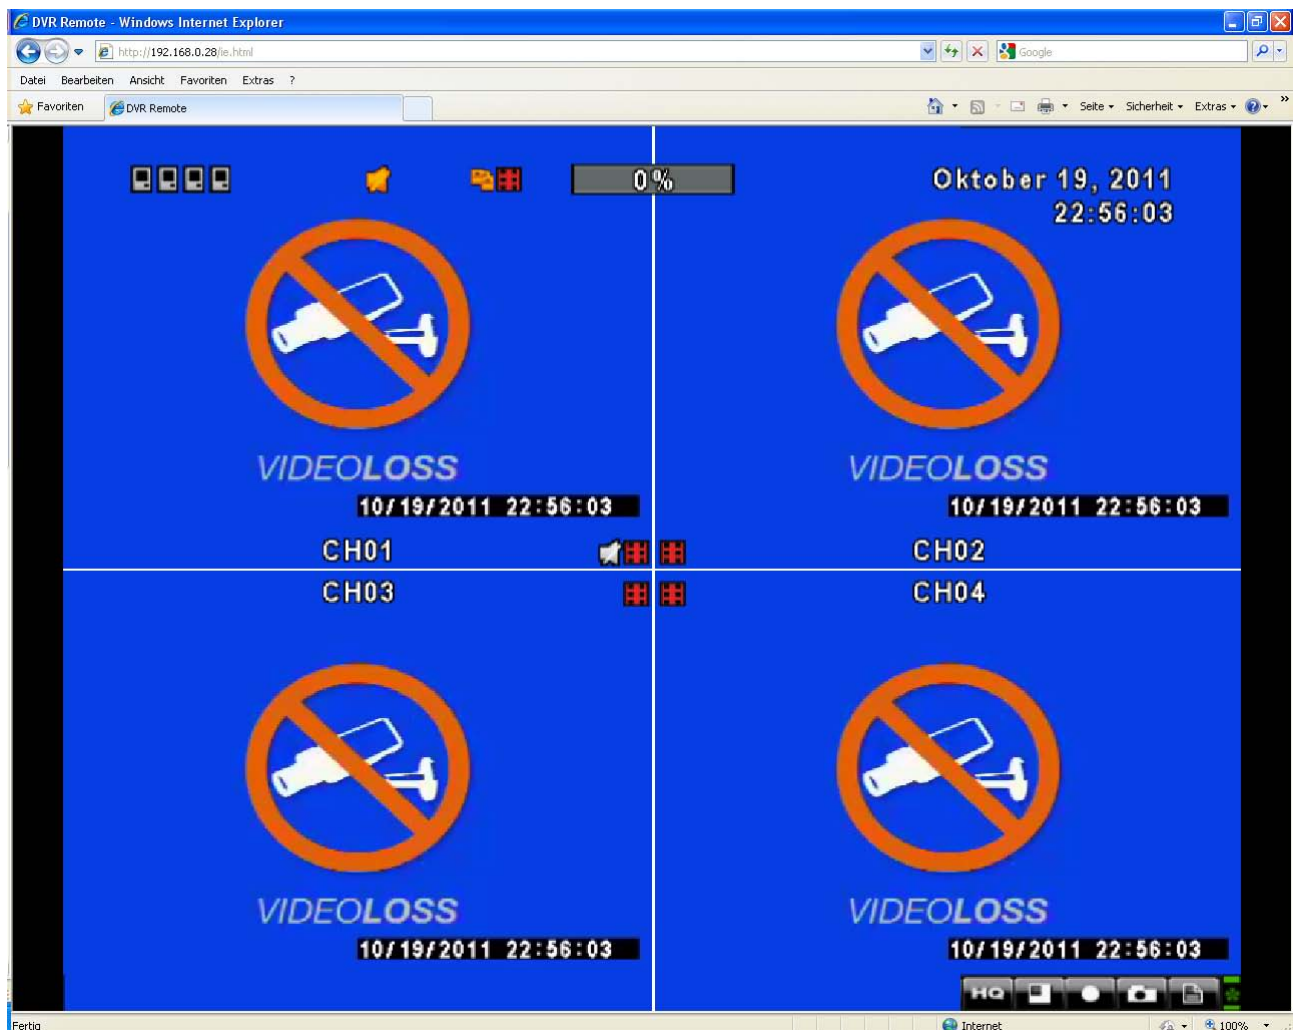 DVR Remote - Windows Internet Explorer
http://192.168.0.28/ie.html
Google
Datei Bearbeiten Ansicht Favoriten Extras ?
Favoriten DVR Remote Seite Sicherheit Extras
0%
Oktober 19, 2011
22:56:03
VIDEOLOSS
VIDEOLOSS
10/19/2011 22:56:03
10/19/2011 22:56:03
CH01
CH02
CH03
CH04
VIDEOLOSS
VIDEOLOSS
10/19/2011 22:56:03
10/19/2011 22:56:03
HQ
Fertig Internet 100%